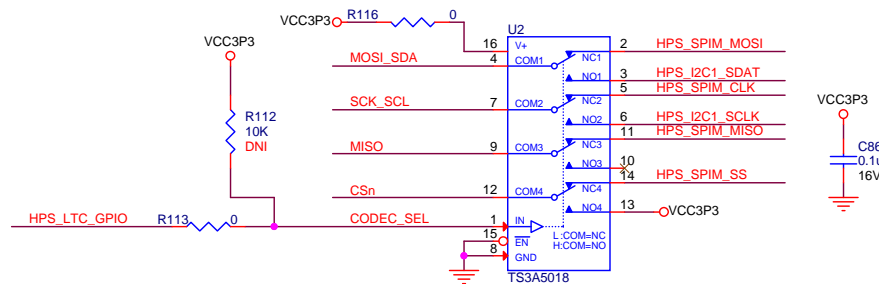 VCC3P3 R116 0
U2
VCC3P3
16 V+
2 HPS_SPIM_MOSI
MOSI_SDA 4 COM1 NC1
NO1 3 HPS_I2C1_SDAT
5 HPS_SPIM_CLK
SCK_SCL 7 COM2 NC2
R112
10K
DNI
NO2 6 HPS_I2C1_SCLK
11 HPS_SPIM_MISO
MISO 9 COM3 NC3
NO3 10
14 HPS_SPIM_SS
CSn 12 COM4 NC4
NO4 13 VCC3P3
HPS_LTC_GPIO R113 0 CODEC_SEL 1 IN
15 EN
8 GND
L:COM=NC
H:COM=NO
TS3A5018
VCC3P3
C86
0.1u
16V